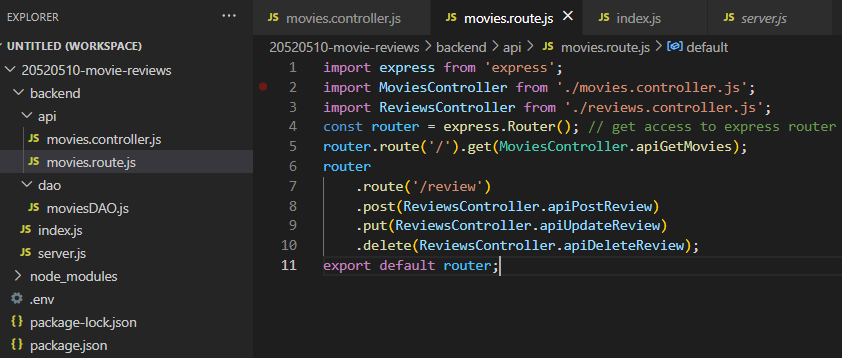 EXPLORER ...
UNTITLED (WORKSPACE)
20520510-movie-reviews
backend
api
JS movies.controller.js
JS movies.route.js
dao
JS moviesDAO.js
JS index.js
JS server.js
node_modules
.env
{} package-lock.json
{} package.json
JS movies.controller.js JS movies.route.js JS index.js JS server.js
20520510-movie-reviews > backend > api > JS movies.route.js > default
1 import express from 'express';
2 import MoviesController from './movies.controller.js';
3 import ReviewsController from './reviews.controller.js';
4 const router = express.Router(); // get access to express router
5 router.route('/').get(MoviesController.apiGetMovies);
6 router
7 .route('/review')
8 .post(ReviewsController.apiPostReview)
9 .put(ReviewsController.apiUpdateReview)
10 .delete(ReviewsController.apiDeleteReview);
11 export default router;